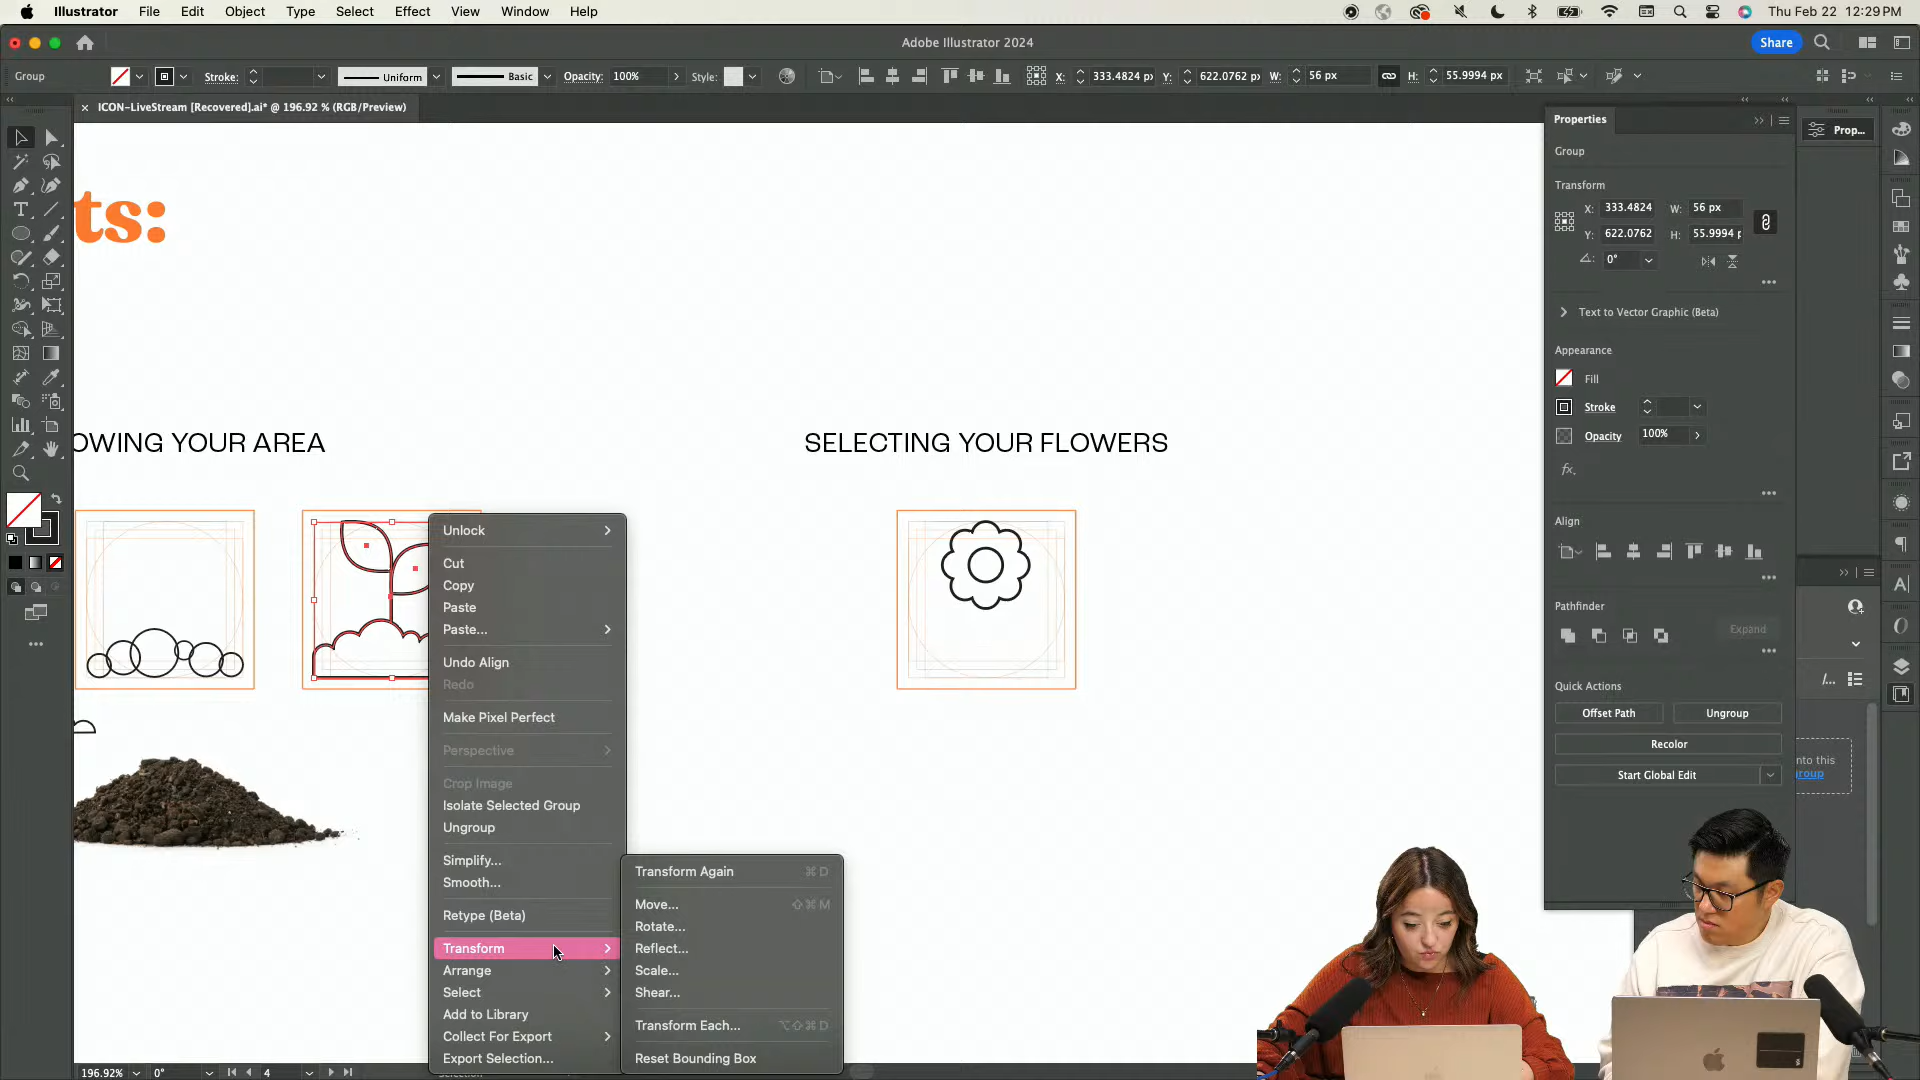 Illustrator File Edit Object Type Select Effect View Window Help
Thu Feb 22 12:29 PM
Adobe Illustrator 2024
Share
Group
Stroke:
Uniform
Basic
Opacity: 100%
Style:
X: 333.4824 px
Y: 622.0762 px
W: 56 px
H: 55.9994 px
× ICON-LiveStream [Recovered].ai* @ 196.92 % (RGB/Preview)
ts:
OWING YOUR AREA
SELECTING YOUR FLOWERS
Unlock
Cut
Copy
Paste
Paste...
Undo Align
Redo
Make Pixel Perfect
Perspective
Crop Image
Isolate Selected Group
Ungroup
Simplify...
Smooth...
Retype (Beta)
Transform
Arrange
Select
Add to Library
Collect For Export
Export Selection...
Transform Again ⌘ D
Move... ⇧⌘ M
Rotate...
Reflect...
Scale...
Shear...
Transform Each... ⌥⇧⌘ D
Reset Bounding Box
Properties
Prop...
Group
Transform
X: 333.4824 W: 56 px
Y: 622.0762 H: 55.9994 p
0°
Text to Vector Graphic (Beta)
Appearance
Fill
Stroke
Opacity 100%
fx.
Align
Pathfinder
Expand
Quick Actions
Offset Path
Ungroup
Recolor
Start Global Edit
nto this
roup
196.92% 0° 4